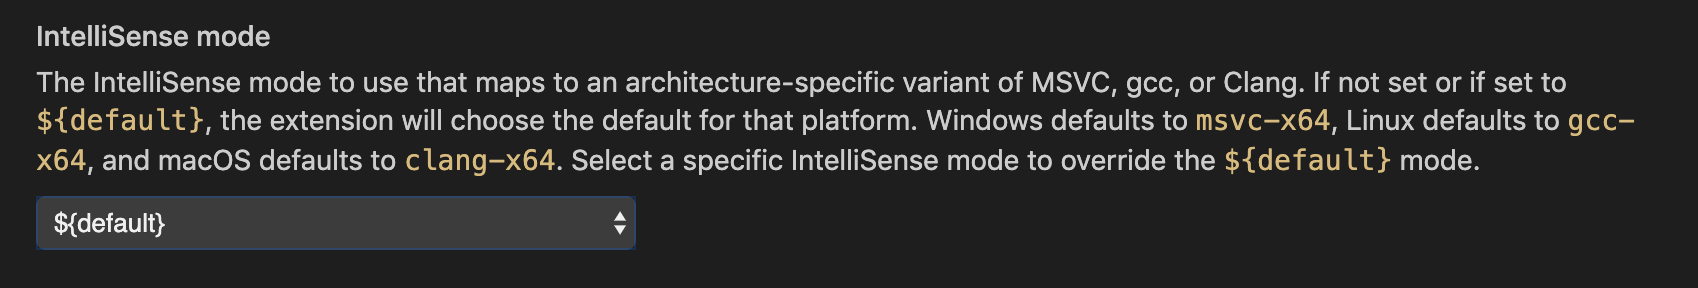 IntelliSense mode
The IntelliSense mode to use that maps to an architecture-specific variant of MSVC, gcc, or Clang. If not set or if set to
${default}, the extension will choose the default for that platform. Windows defaults to msvc-x64, Linux defaults to gcc-
x64, and macOS defaults to clang-x64. Select a specific IntelliSense mode to override the ${default} mode.
${default}